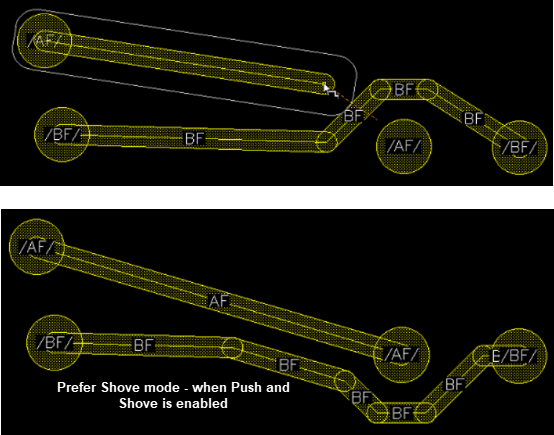 /AF/
BF
BF
/BF/
BF
BF
/AF/
/BF/
/AF/
AF
/BF/
BF
/AF/
E/BF/
BF
BF
Prefer Shove mode - when Push and
Shove is enabled
BF
BF